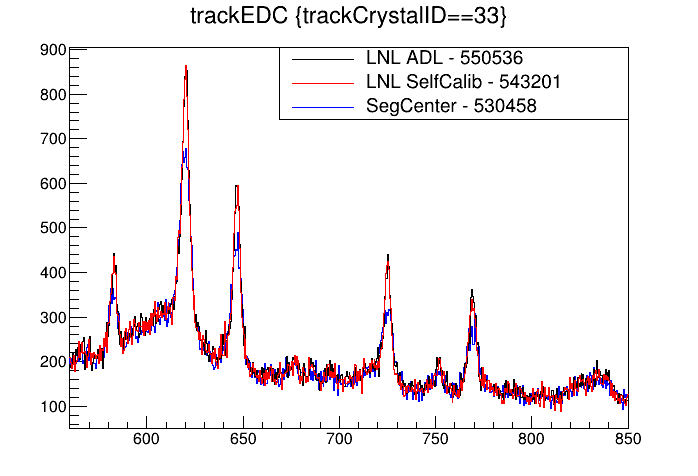 trackEDC {trackCrystalID==33}
900
LNL ADL - 550536
800
LNL SelfCalib - 543201
SegCenter - 530458
700
600
500
400
300
200
100
600 650 700 750 800 850